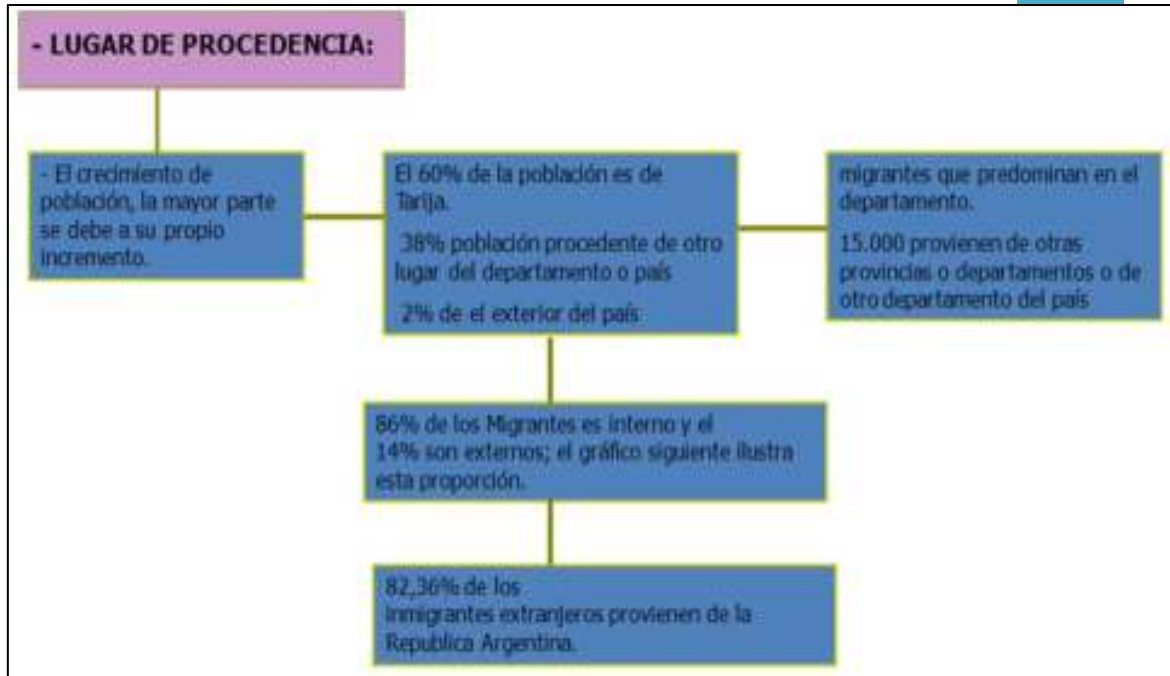 - LUGAR DE PROCEDENCIA:
- El crecimiento de
población, la mayor parte
se debe a su propio
incremento.
El 60% de la población es de
Tarija.
38% población procedente de otro
lugar del departamento o país
2% de el exterior del país
migrantes que predominan en el
departamento.
15.000 provienen de otras
provincias o departamentos o de
otro departamento del país
86% de los Migrantes es interno y el
14% son externos; el gráfico siguiente ilustra
esta proporción.
82,36% de los
inmigrantes extranjeros provienen de la
Republica Argentina.